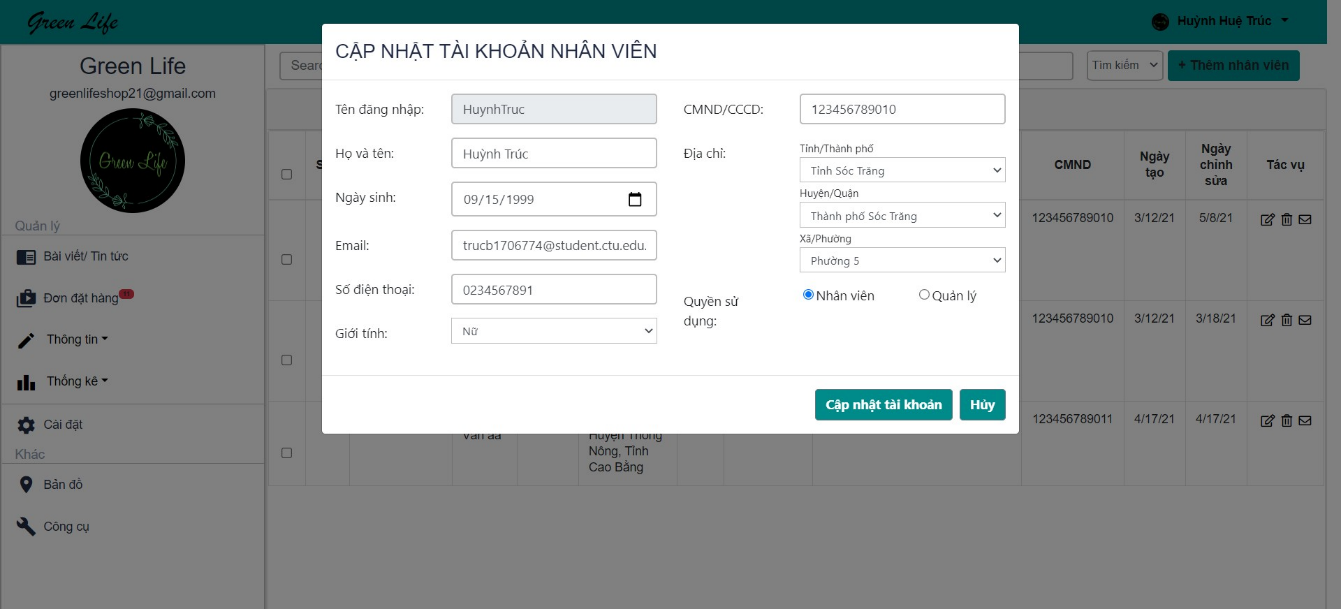 Green Life
Huỳnh Huệ Trúc
Green Life
greenlifeshop21@gmail.com
Green Life
Quản lý
Bài viết/ Tin tức
Đơn đặt hàng
Thông tin
Thống kê
Cài đặt
Khác
Bản đồ
Công cụ
Sear
Tìm kiếm
+ Thêm nhân viên
CẬP NHẬT TÀI KHOẢN NHÂN VIÊN
Tên đăng nhập:
HuynhTruc
Họ và tên:
Huỳnh Trúc
Ngày sinh:
09/15/1999
Email:
trucb1706774@student.ctu.edu.
Số điện thoại:
0234567891
Giới tính:
Nữ
CMND/CCCD:
123456789010
Địa chỉ:
Tỉnh/Thành phố
Tỉnh Sóc Trăng
Huyện/Quận
Thành phố Sóc Trăng
Xã/Phường
Phường 5
Quyền sử
dụng:
Nhân viên
Quản lý
Cập nhật tài khoản
Hủy
S
CMND
Ngày
tạo
Ngày
chỉnh
sửa
Tác vụ
123456789010 3/12/21 5/8/21
123456789010 3/12/21 3/18/21
123456789011 4/17/21 4/17/21
Văn aa
Huyện Thông
Nông, Tỉnh
Cao Bằng